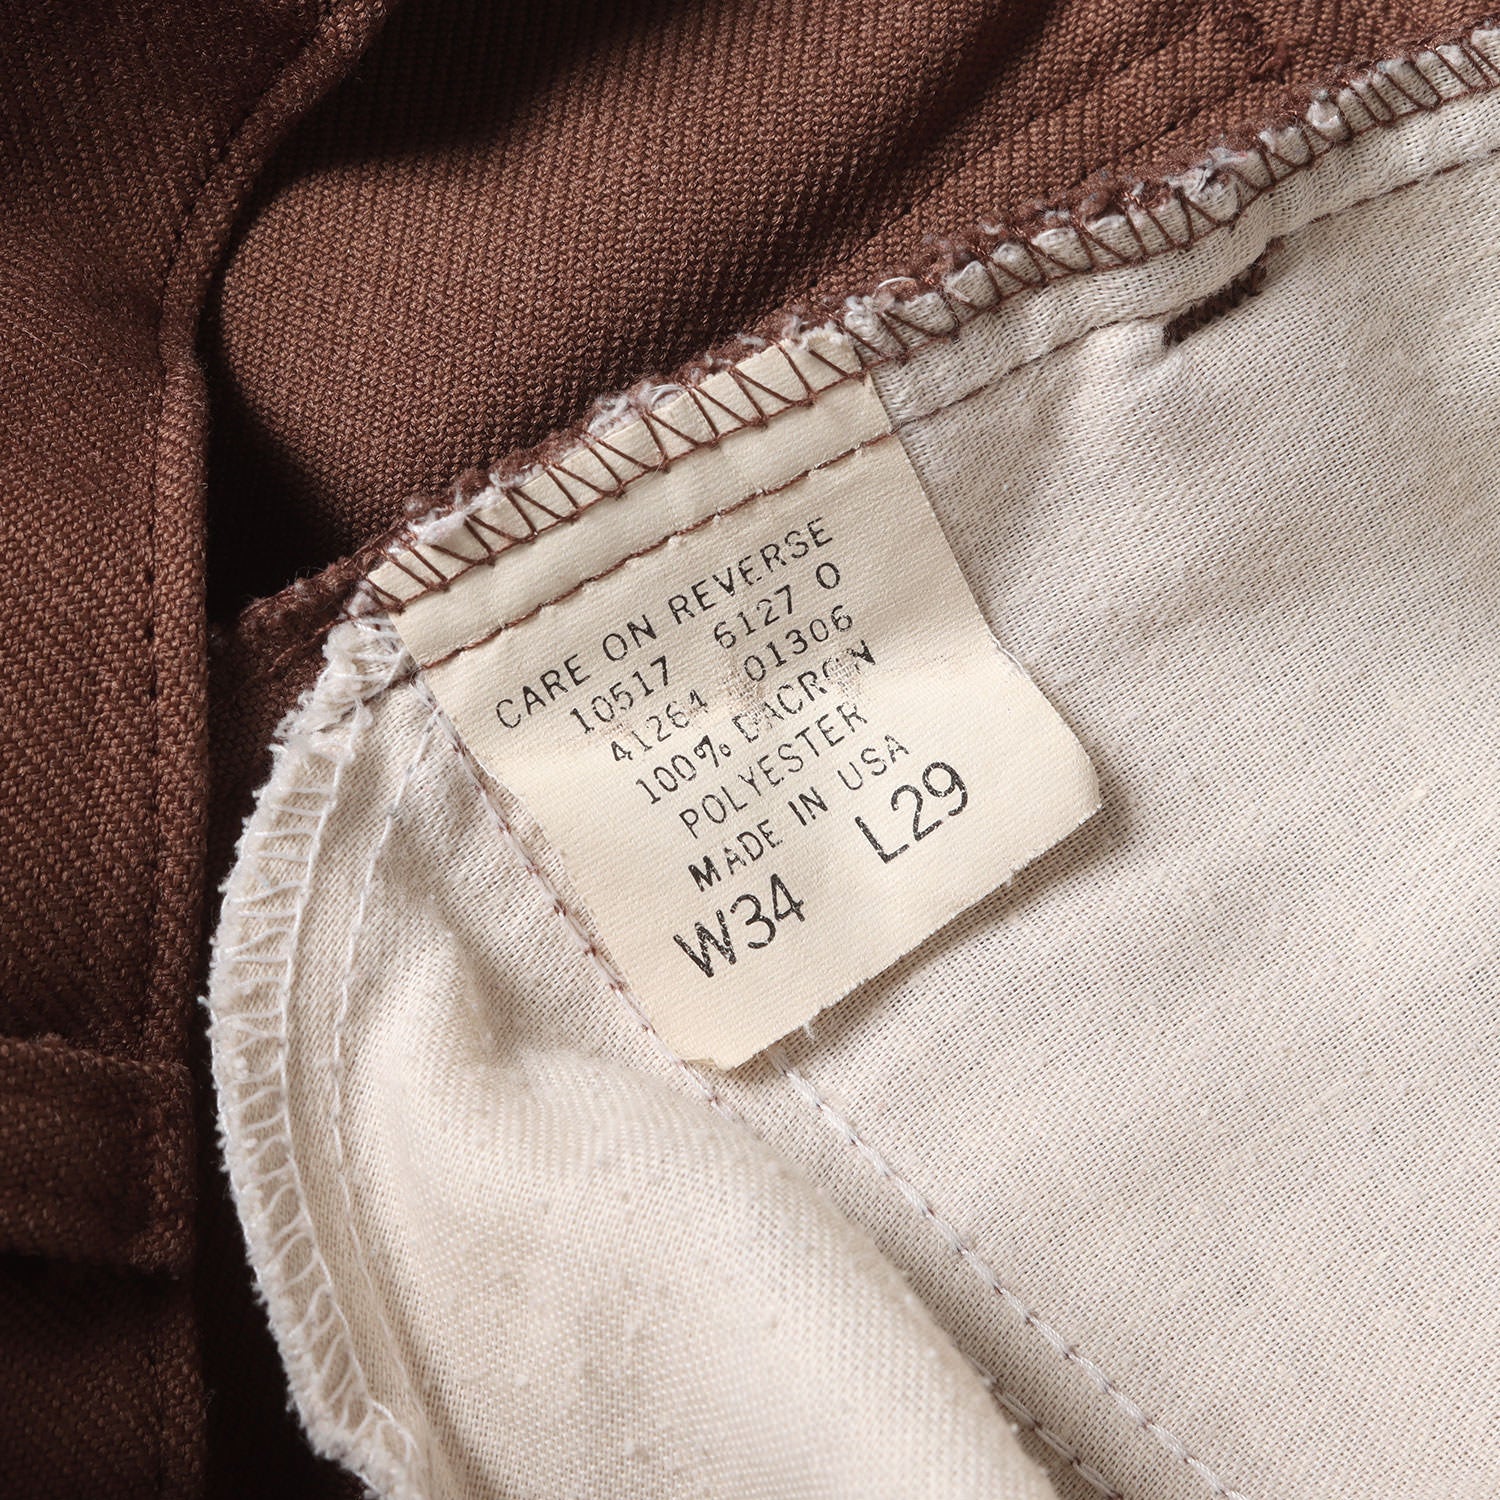 CARE ON REVERSE
10517 6127 0
41264 01306
100% DACRON
POLYESTER
MADE IN USA
W34 L29